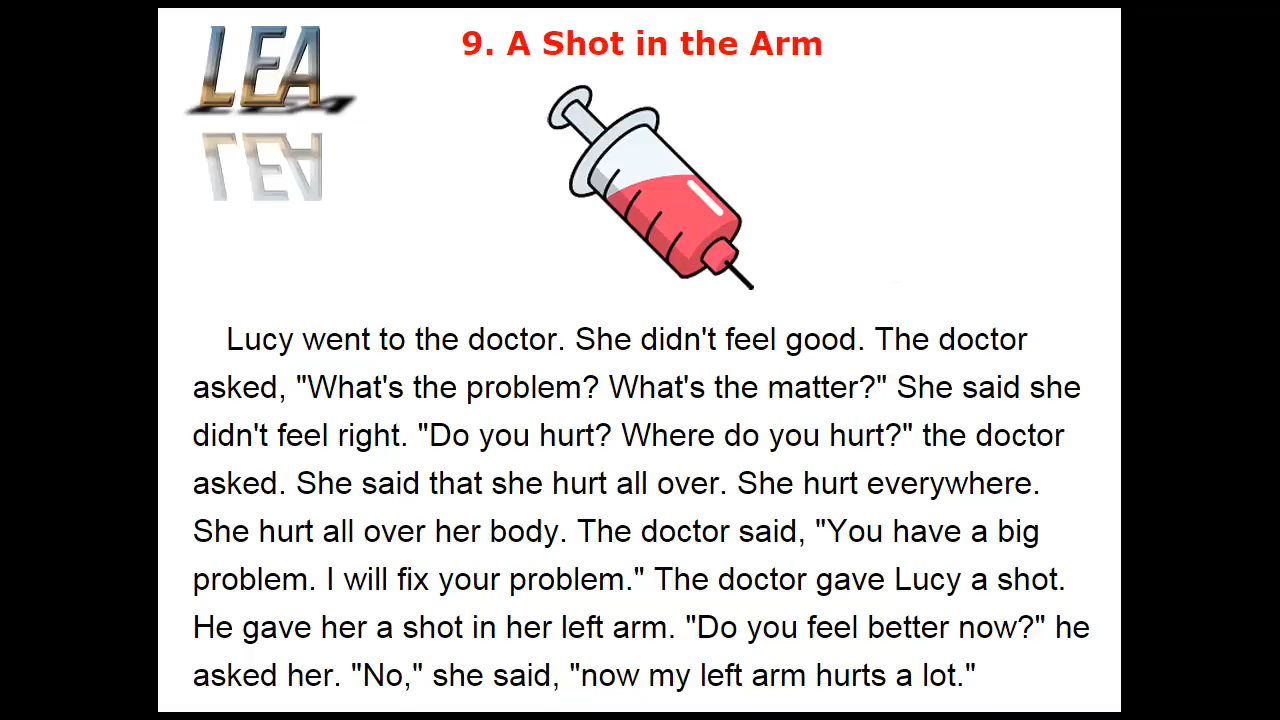 LEA
9. A Shot in the Arm
Lucy went to the doctor. She didn't feel good. The doctor
asked, "What's the problem? What's the matter?" She said she
didn't feel right. "Do you hurt? Where do you hurt?" the doctor
asked. She said that she hurt all over. She hurt everywhere.
She hurt all over her body. The doctor said, "You have a big
problem. I will fix your problem." The doctor gave Lucy a shot.
He gave her a shot in her left arm. "Do you feel better now?" he
asked her. "No," she said, "now my left arm hurts a lot."